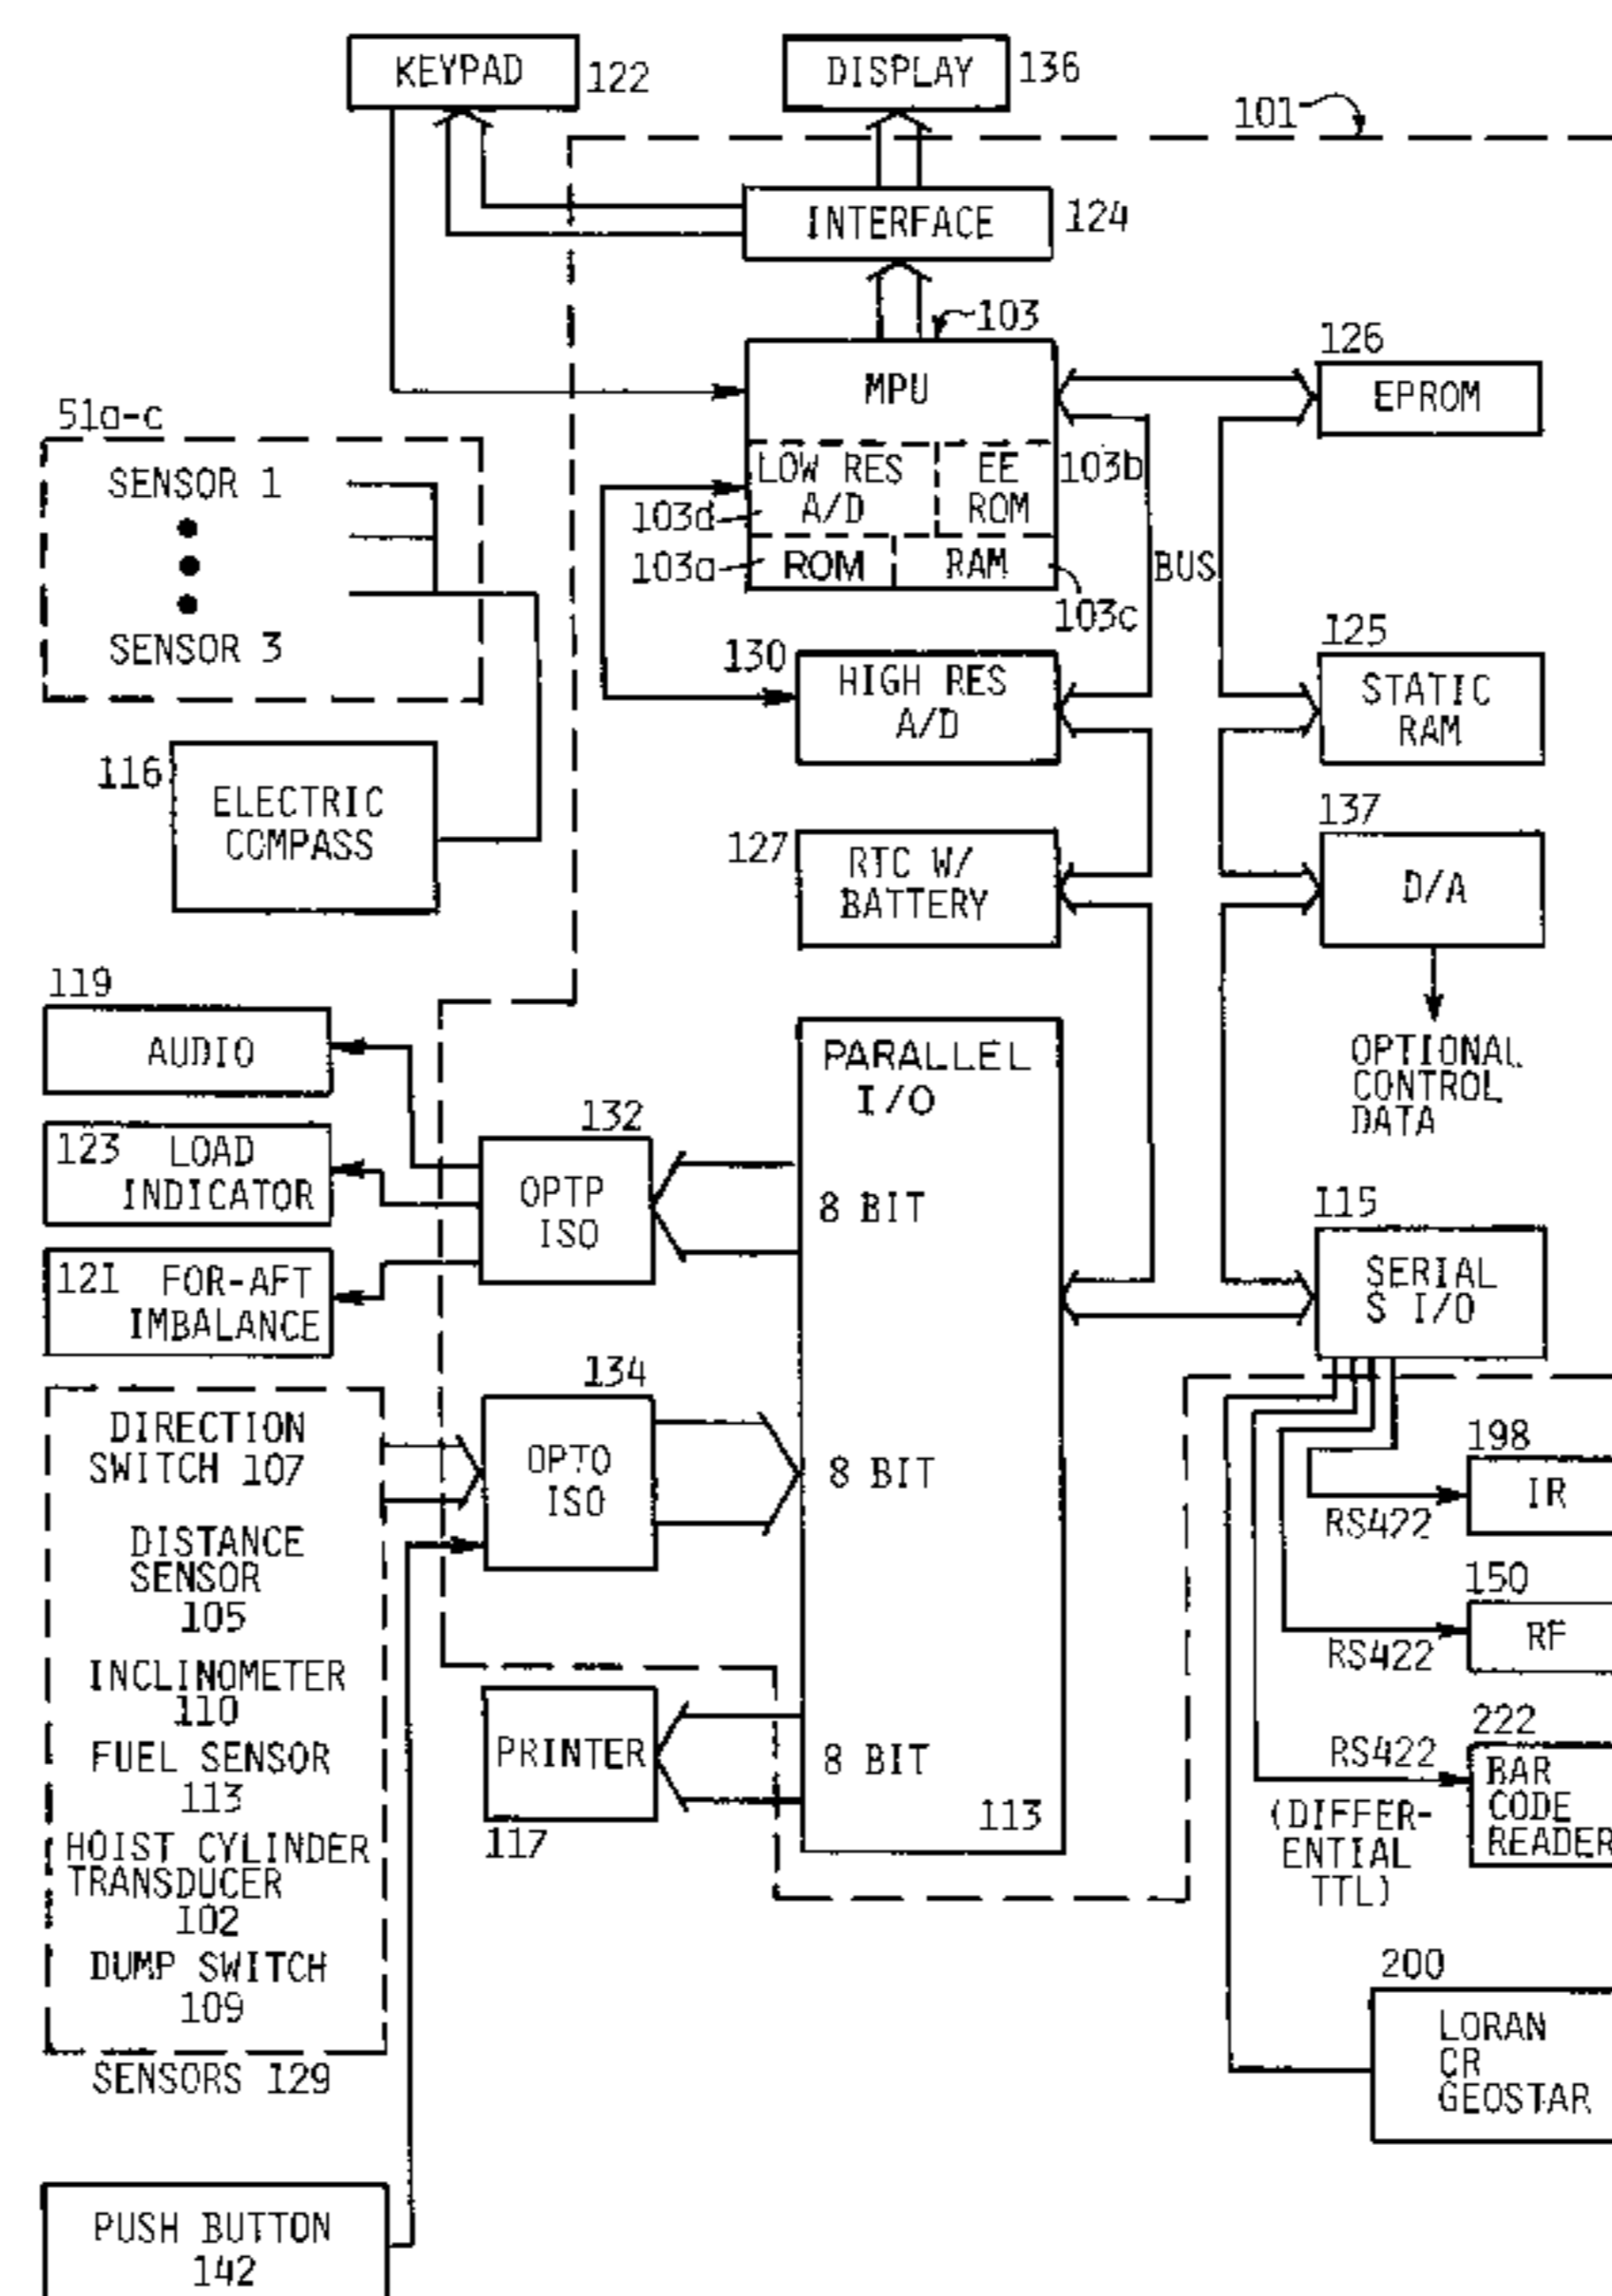 KEYPAD
122
DISPLAY
136
101
INTERFACE
124
103
MPU
126
EPROM
51a-c
SENSOR 1
SENSOR 3
LOW RES
A/D
EE
ROM
103b
103d
103a
ROM
RAM
103c
BUS
130
HIGH RES
A/D
125
STATIC
RAM
116
ELECTRIC
COMPASS
127
RTC W/
BATTERY
137
D/A
OPTIONAL
CONTROL
DATA
119
AUDIO
123 LOAD
INDICATOR
121 FOR-AFT
IMBALANCE
132
OPTP
ISO
PARALLEL
I/O
8 BIT
115
SERIAL
S I/O
134
OPTO
ISO
8 BIT
DIRECTION
SWITCH 107
DISTANCE
SENSOR
105
INCLINOMETER
110
FUEL SENSOR
113
HOIST CYLINDER
TRANSDUCER
102
DUMP SWITCH
109
SENSORS 129
PRINTER
117
8 BIT
113
198
IR
RS422
150
RF
RS422
222
RS422
BAR
CODE
READER
(DIFFER-
ENTIAL
TTL)
200
LORAN
CR
GEOSTAR
PUSH BUTTON
142